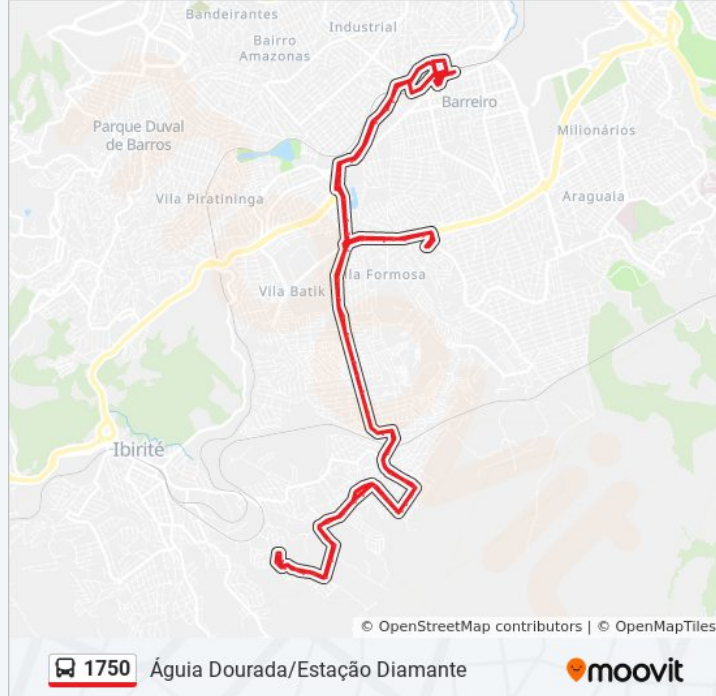 Bandeirantes
Industrial
Bairro
Amazonas
Barreiro
Parque Duval
de Barros
Milionários
Araguaia
Vila Piratininga
la Formosa
Vila Batik
Ibirité
© OpenStreetMap contributors | © OpenMapTiles
1750 Águia Dourada/Estação Diamante
moovit